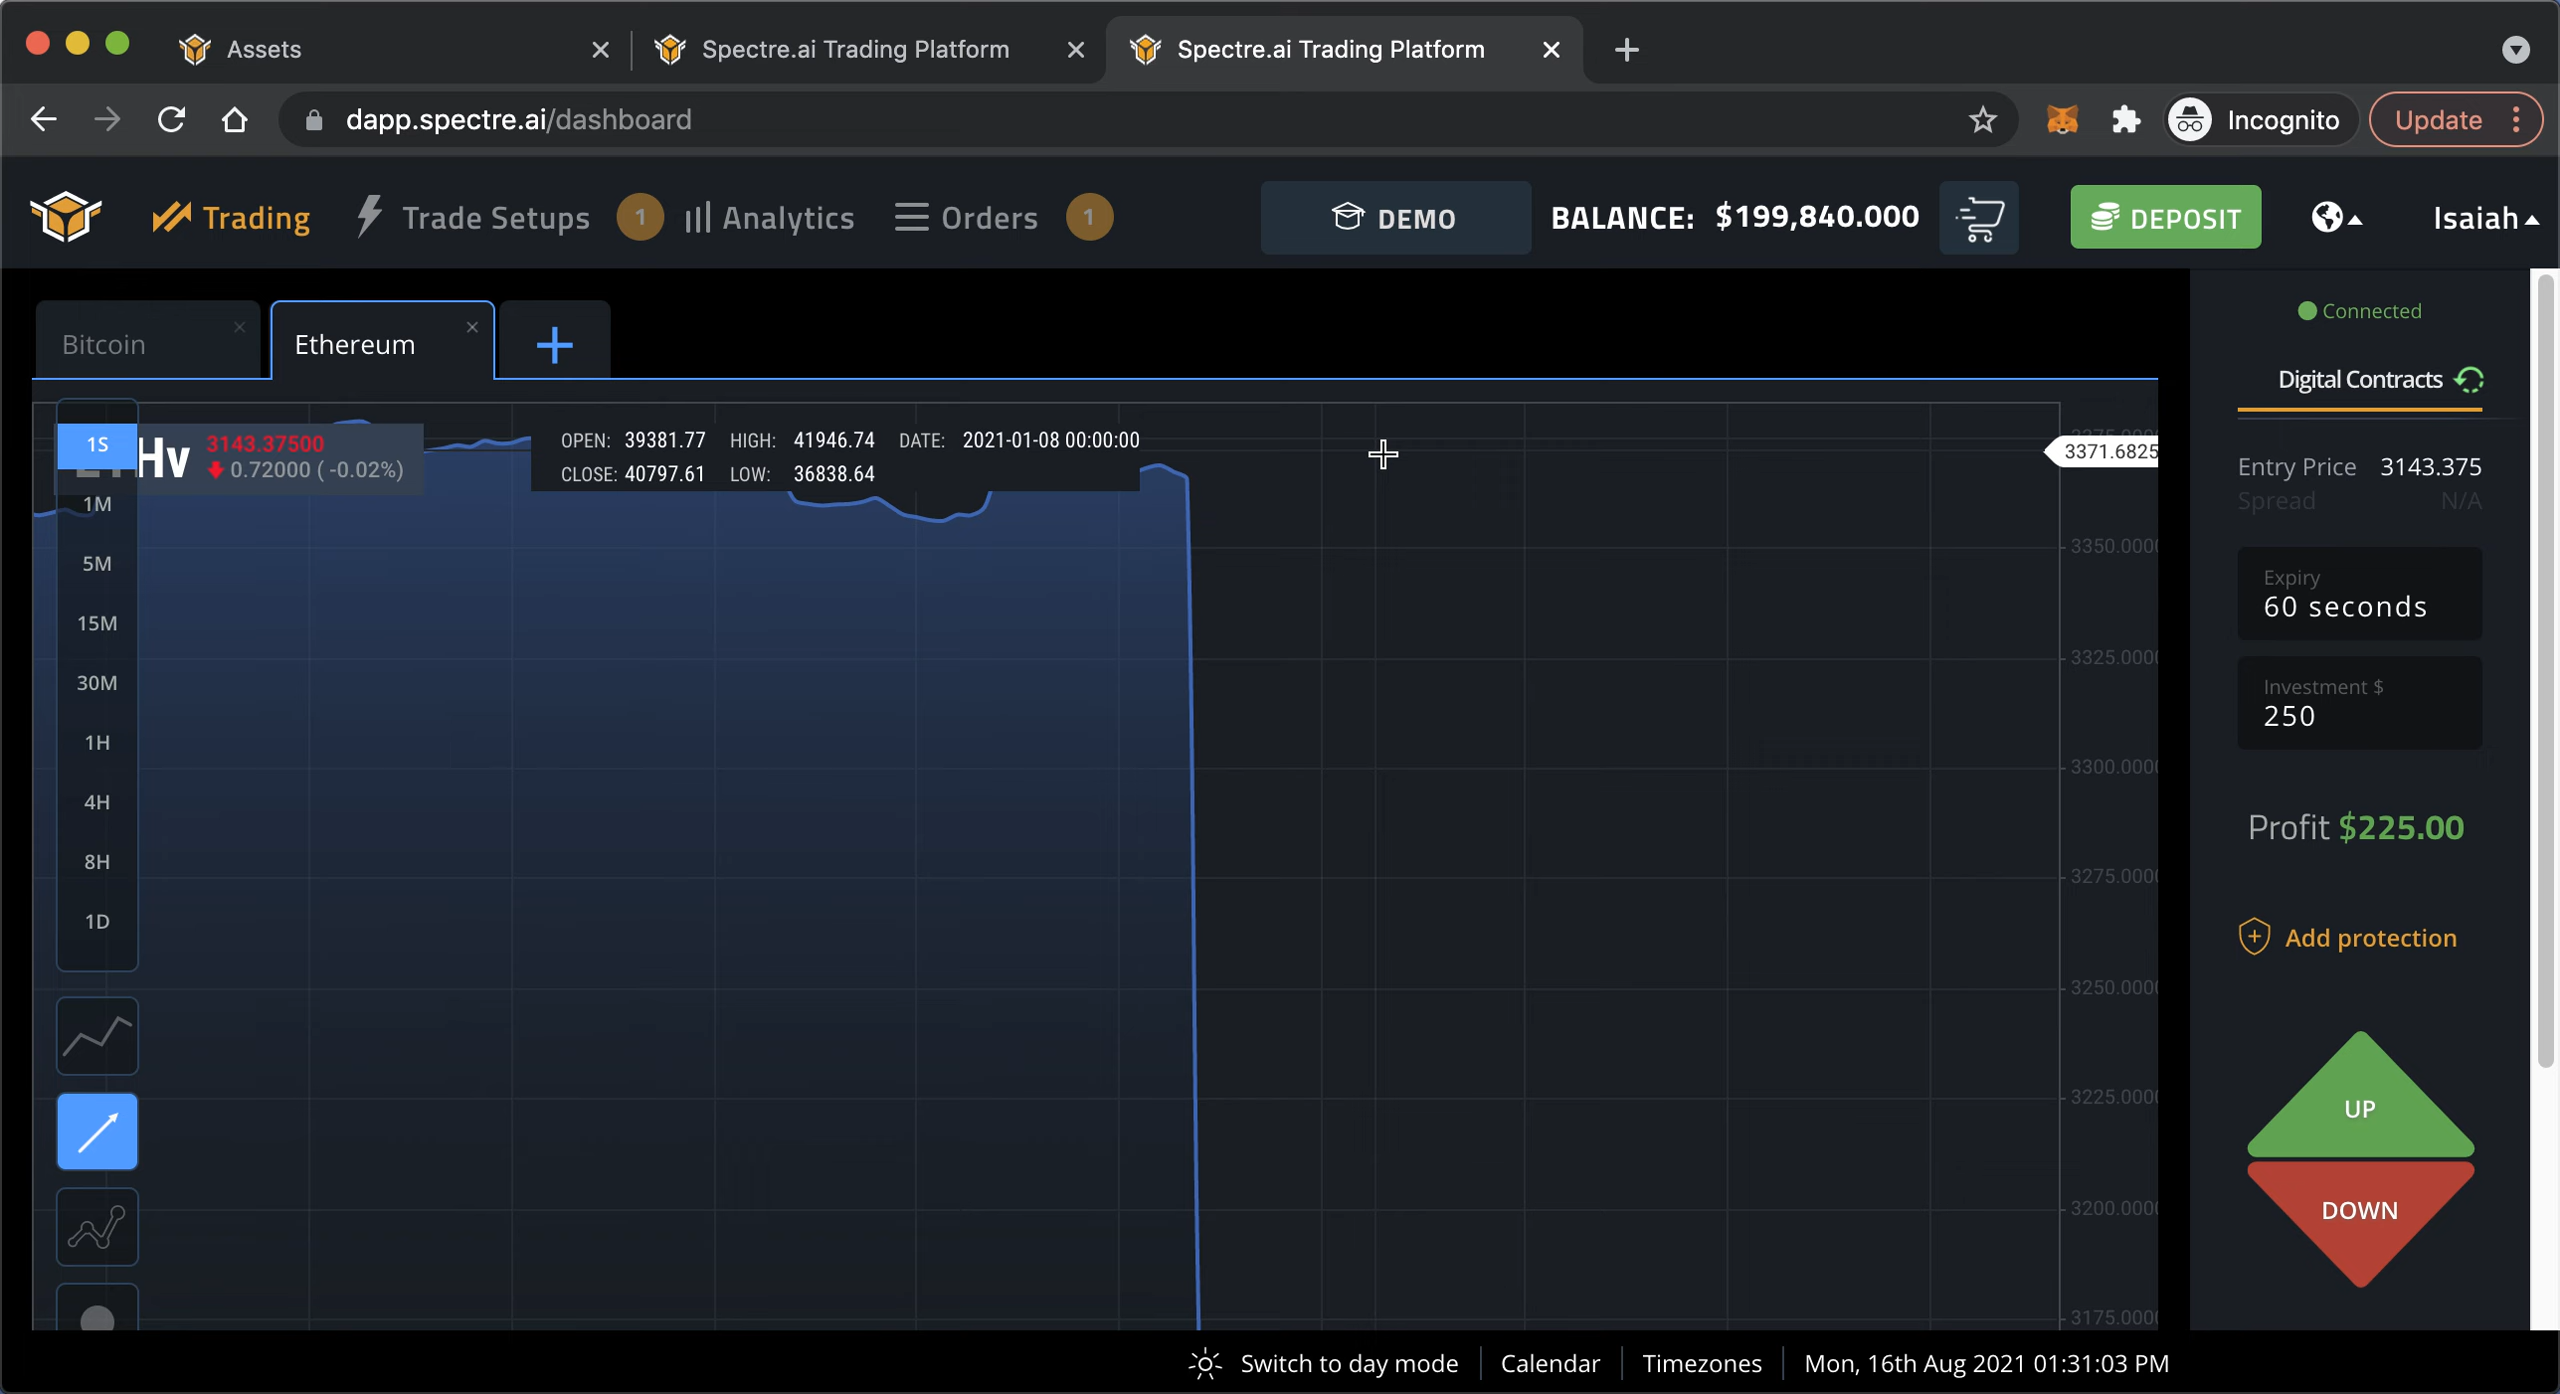 Assets
Spectre.ai Trading Platform
Spectre.ai Trading Platform
dapp.spectre.ai/dashboard
Incognito
Update
Trading
Trade Setups
1
Analytics
Orders
1
DEMO
BALANCE: $199,840.000
DEPOSIT
Isaiah
Bitcoin
Ethereum
Connected
Digital Contracts
1S
Hv
3143.37500
0.72000 ( -0.02%)
OPEN: 39381.77 HIGH: 41946.74 DATE: 2021-01-08 00:00:00
CLOSE: 40797.61 LOW: 36838.64
3371.6825
Entry Price 3143.375
Spread N/A
1M
5M
15M
30M
1H
4H
8H
1D
3350.0000
3325.0000
3300.0000
3275.0000
3250.0000
3225.0000
3200.0000
3175.0000
Expiry
60 seconds
Investment $
250
Profit $225.00
Add protection
UP
DOWN
Switch to day mode
Calendar
Timezones
Mon, 16th Aug 2021 01:31:03 PM